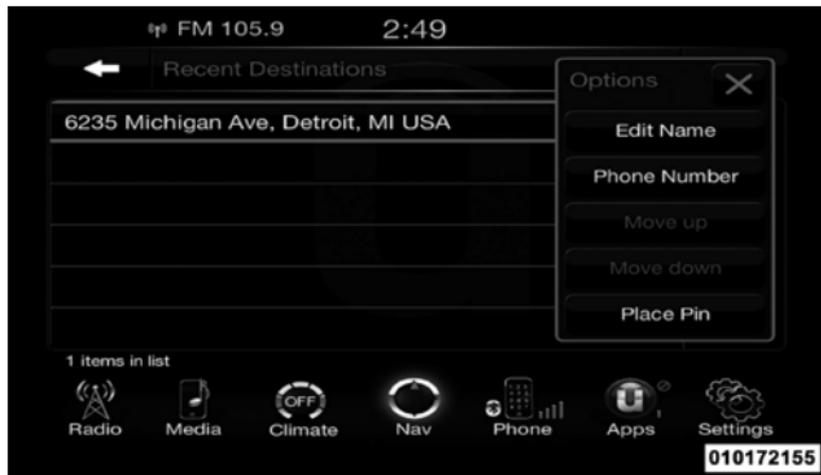 FM 105.9 2:49
Recent Destinations
Options
6235 Michigan Ave, Detroit, MI USA
Edit Name
Phone Number
Move up
Move down
Place Pin
1 items in list
OFF
Radio Media Climate Nav Phone Apps Settings
010172155